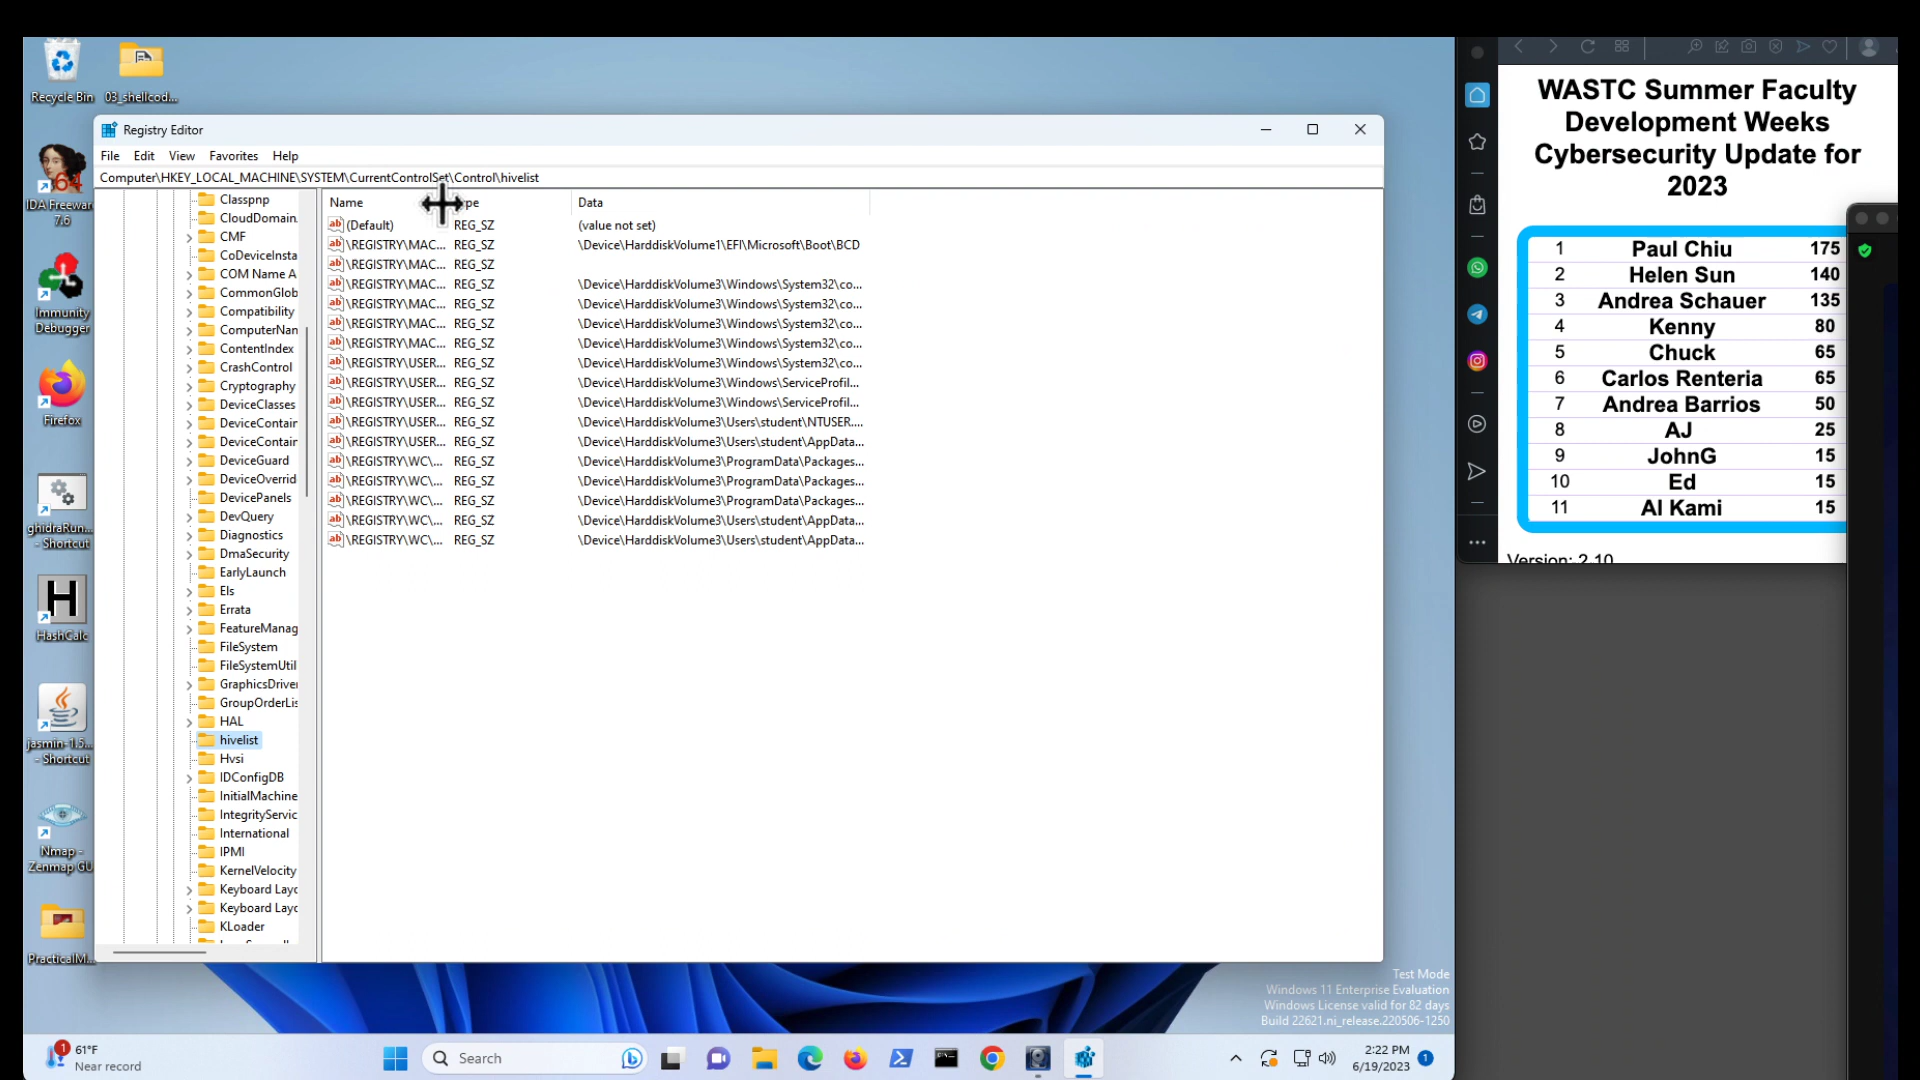 Recycle Bin
03_shellcod...
IDA Freewar
7.6
64
Immunity
Debugger
Firefox
ghidraRun...
- Shortcut
HashCalc
jasmin-1.5...
- Shortcut
Nmap -
Zenmap GU
PracticalM...
Registry Editor
File Edit View Favorites Help
Computer\HKEY_LOCAL_MACHINE\SYSTEM\CurrentControlSet\Control\hivelist
Classpnp
CloudDomain.
CMF
CoDeviceInsta
COM Name A
CommonGlob
Compatibility
ComputerNan
ContentIndex
CrashControl
Cryptography
DeviceClasses
DeviceContair
DeviceContair
DeviceGuard
DeviceOverrid
DevicePanels
DevQuery
Diagnostics
DmaSecurity
EarlyLaunch
Els
Errata
FeatureManag
FileSystem
FileSystemUtil
GraphicsDriver
GroupOrderLis
HAL
hivelist
Hvsi
IDConfigDB
InitialMachine
IntegrityServic
International
IPMI
KernelVelocity
Keyboard Layc
Keyboard Layc
KLoader
Name Data
(Default) REG_SZ (value not set)
\REGISTRY\MAC... REG_SZ \Device\HarddiskVolume1\EFI\Microsoft\Boot\BCD
\REGISTRY\MAC... REG_SZ
\REGISTRY\MAC... REG_SZ \Device\HarddiskVolume3\Windows\System32\co...
\REGISTRY\MAC... REG_SZ \Device\HarddiskVolume3\Windows\System32\co...
\REGISTRY\MAC... REG_SZ \Device\HarddiskVolume3\Windows\System32\co...
\REGISTRY\MAC... REG_SZ \Device\HarddiskVolume3\Windows\System32\co...
\REGISTRY\USER... REG_SZ \Device\HarddiskVolume3\Windows\System32\co...
\REGISTRY\USER... REG_SZ \Device\HarddiskVolume3\Windows\ServiceProfil...
\REGISTRY\USER... REG_SZ \Device\HarddiskVolume3\Windows\ServiceProfil...
\REGISTRY\USER... REG_SZ \Device\HarddiskVolume3\Users\student\NTUSER....
\REGISTRY\USER... REG_SZ \Device\HarddiskVolume3\Users\student\AppData...
\REGISTRY\WC\... REG_SZ \Device\HarddiskVolume3\ProgramData\Packages...
\REGISTRY\WC\... REG_SZ \Device\HarddiskVolume3\ProgramData\Packages...
\REGISTRY\WC\... REG_SZ \Device\HarddiskVolume3\ProgramData\Packages...
\REGISTRY\WC\... REG_SZ \Device\HarddiskVolume3\Users\student\AppData...
\REGISTRY\WC\... REG_SZ \Device\HarddiskVolume3\Users\student\AppData...
Test Mode
Windows 11 Enterprise Evaluation
Windows License valid for 82 days
Build 22621.ni_release.220506-1250
1
61°F
Near record
Search
2:22 PM
6/19/2023
1
WASTC Summer Faculty
Development Weeks
Cybersecurity Update for
2023
1 Paul Chiu 175
2 Helen Sun 140
3 Andrea Schauer 135
4 Kenny 80
5 Chuck 65
6 Carlos Renteria 65
7 Andrea Barrios 50
8 AJ 25
9 JohnG 15
10 Ed 15
11 Al Kami 15
Version: 2.10